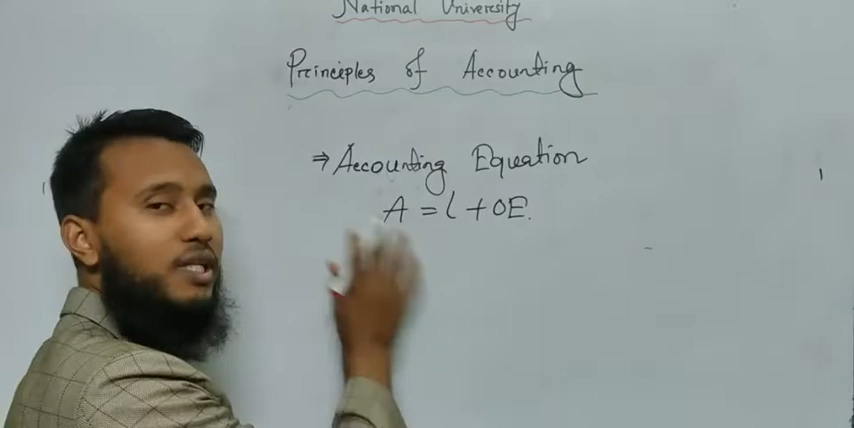 National University
Principles of Accounting
⇒ Accounting Equation
A = L + OE.